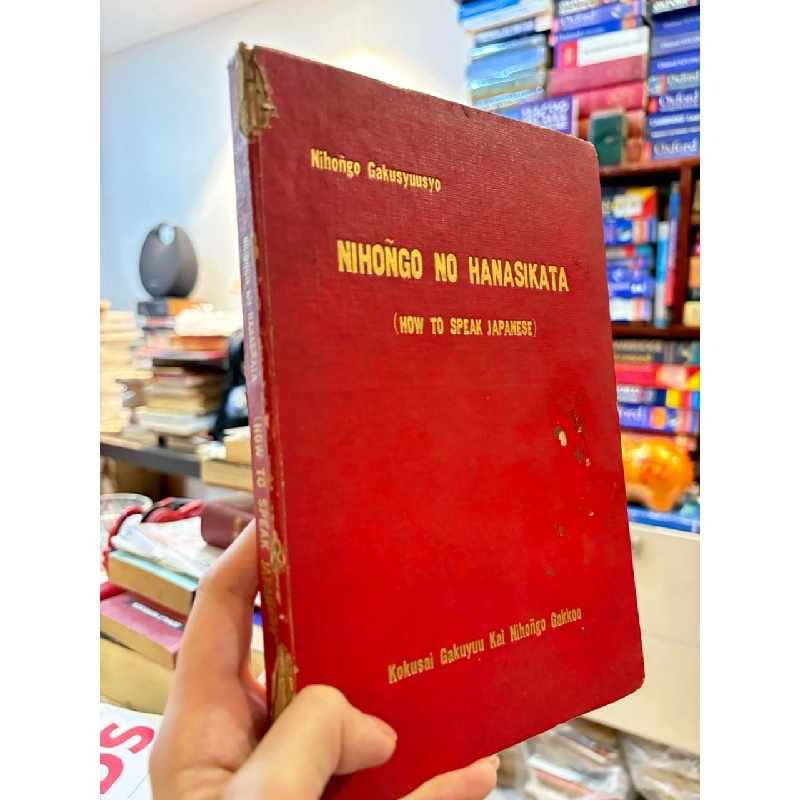 Nihoñgo Gakusyuusyo
NIHOÑGO NO HANASIKATA
(HOW TO SPEAK JAPANESE)
Kokusai Gakuyuu Kai Nihoñgo Gakkoo
(HOW TO SPEAK
Oxford
Oxford
Oxford